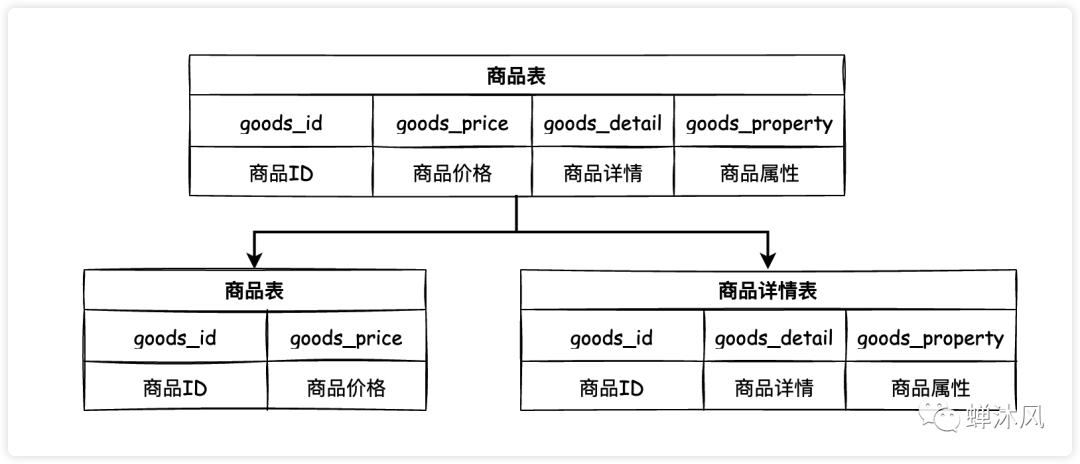 商品表
goods_id goods_price goods_detail goods_property
商品ID 商品价格 商品详情 商品属性
商品表
goods_id goods_price
商品ID 商品价格
商品详情表
goods_id goods_detail goods_property
商品ID 商品详情 商品属性
蝉沐风